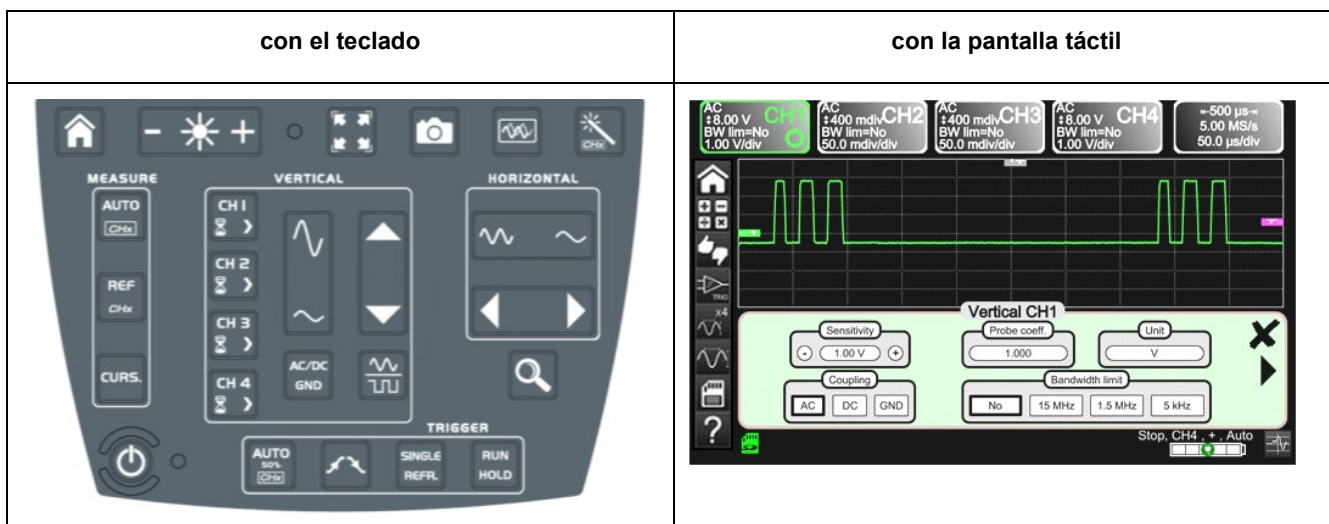 con el teclado
con la pantalla táctil
- +
CHx
MEASURE
VERTICAL
HORIZONTAL
AUTO
CHx
REF
CHx
CURS.
CH 1
CH 2
CH 3
CH 4
AC/DC
GND
TRIGGER
AUTO
50%
CHx
SINGLE
REFR.
RUN
HOLD
AC CH1
8.00 V
BW lim=No
1.00 V/div
AC CH2
400 mdiv
BW lim=No
50.0 mdiv/div
AC CH3
400 mdiv
BW lim=No
50.0 mdiv/div
AC CH4
8.00 V
BW lim=No
1.00 V/div
500 µs
5.00 MS/s
50.0 µs/div
TRIG
x4
?
Vertical CH1
Sensitivity
- 1.00 V +
Probe coeff.
1.000
Unit
V
Coupling
AC DC GND
Bandwidth limit
No 15 MHz 1.5 MHz 5 kHz
Stop, CH4 , + , Auto